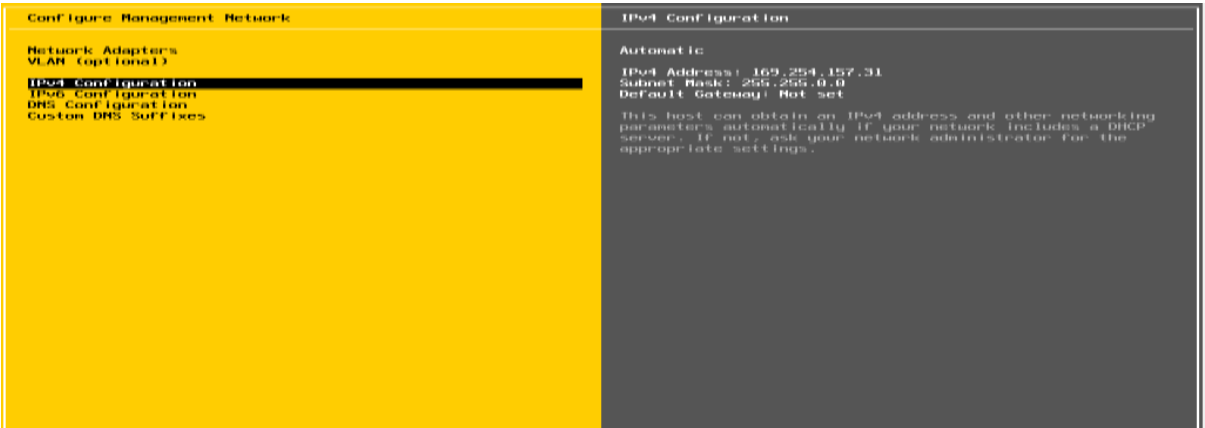 Configure Management Network
Network Adapters
VLAN (optional)
IPv4 Configuration
IPv6 Configuration
DNS Configuration
Custom DNS Suffixes
IPv4 Configuration
Automatic
IPv4 Address: 169.254.157.31
Subnet Mask: 255.255.0.0
Default Gateway: Not set
This host can obtain an IPv4 address and other networking
parameters automatically if your network includes a DHCP
server. If not, ask your network administrator for the
appropriate settings.